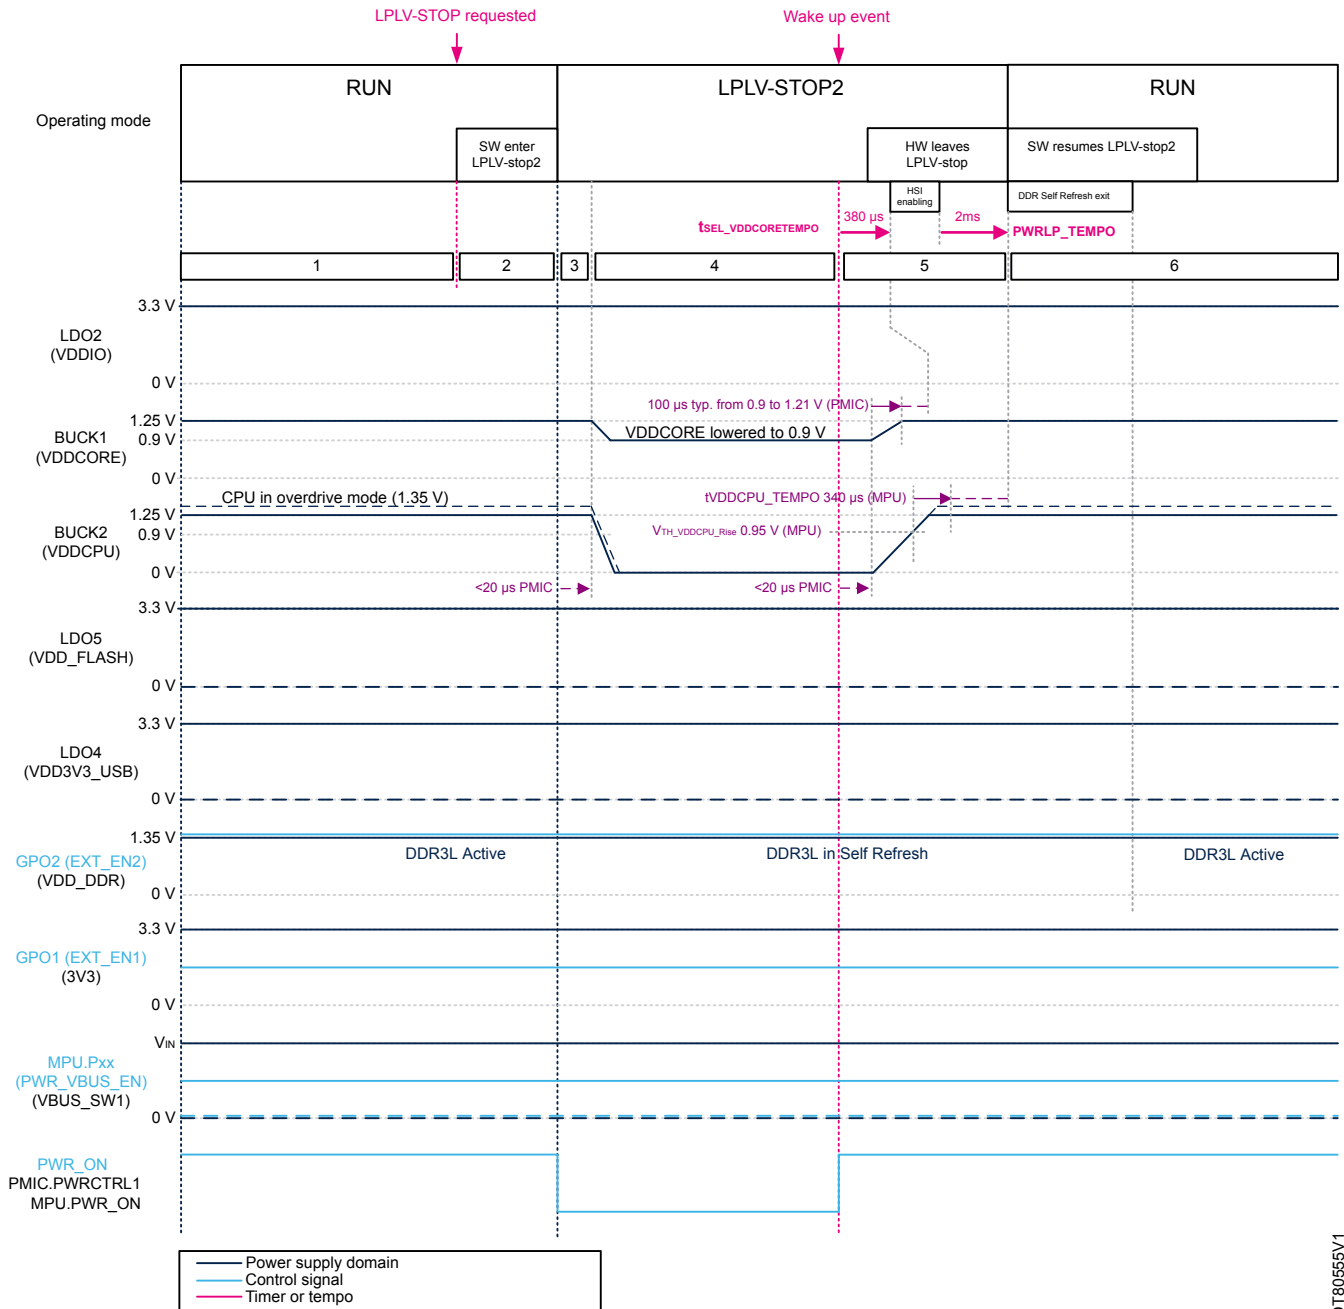 LPLV-STOP requested
Wake up event
Operating mode
RUN
LPLV-STOP2
RUN
SW enter
LPLV-stop2
HW leaves
LPLV-stop
SW resumes LPLV-stop2
HSI
enabling
DDR Self Refresh exit
tSEL_VDDCORETEMPO
380 µs
2ms
PWRLP_TEMPO
1
2
3
4
5
6
3.3 V
LDO2
(VDDIO)
0 V
100 µs typ. from 0.9 to 1.21 V (PMIC)
1.25 V
BUCK1
(VDDCORE)
0.9 V
VDDCORE lowered to 0.9 V
0 V
CPU in overdrive mode (1.35 V)
tVDDCPU_TEMPO 340 µs (MPU)
1.25 V
BUCK2
(VDDCPU)
0.9 V
VTH_VDDCPU_Rise 0.95 V (MPU)
0 V
<20 µs PMIC
<20 µs PMIC
3.3 V
LDO5
(VDD_FLASH)
0 V
3.3 V
LDO4
(VDD3V3_USB)
0 V
1.35 V
GPO2 (EXT_EN2)
(VDD_DDR)
DDR3L Active
DDR3L in Self Refresh
DDR3L Active
0 V
3.3 V
GPO1 (EXT_EN1)
(3V3)
0 V
VIN
MPU.Pxx
(PWR_VBUS_EN)
(VBUS_SW1)
0 V
PWR_ON
PMIC.PWRCTRL1
MPU.PWR_ON
Power supply domain
Control signal
Timer or tempo
DT80555V1